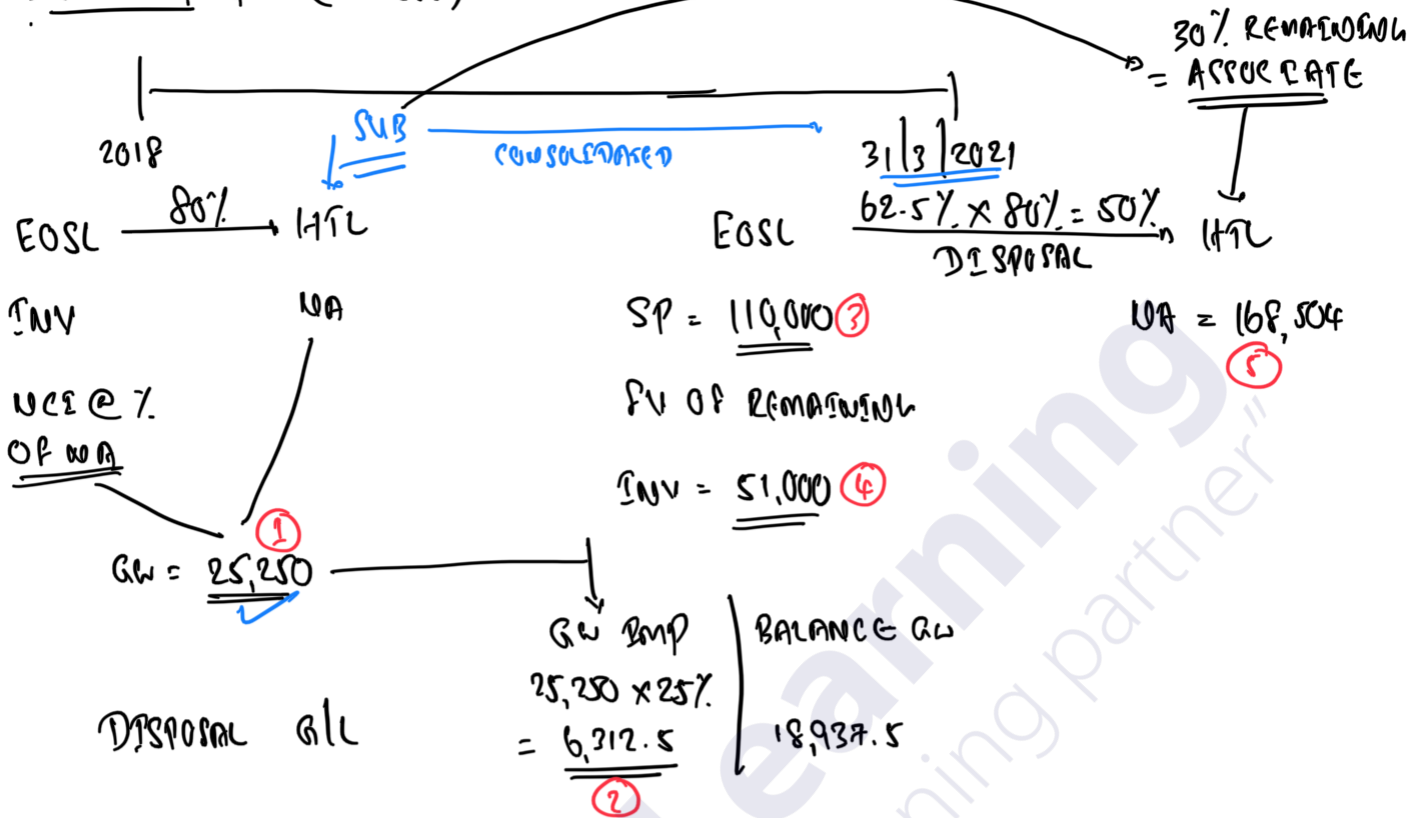 30% REMAINING
= ASSOCIATE
2018
SUB
CONSOLIDATED
31/3/2021
EOSL 80% HTL
EOSL 62.5% X 80% = 50% HTL
DISPOSAL
INV
NA
SP = 110,000 3
NA = 168,504
5
NCI @ %
OF NA
FV OF REMAINING
INV = 51,000 4
1
GW = 25,250
GW IMP
BALANCE GW
25,250 X 25%
DISPOSAL G/L
= 6,312.5
18,937.5
2
earning
ning partner"